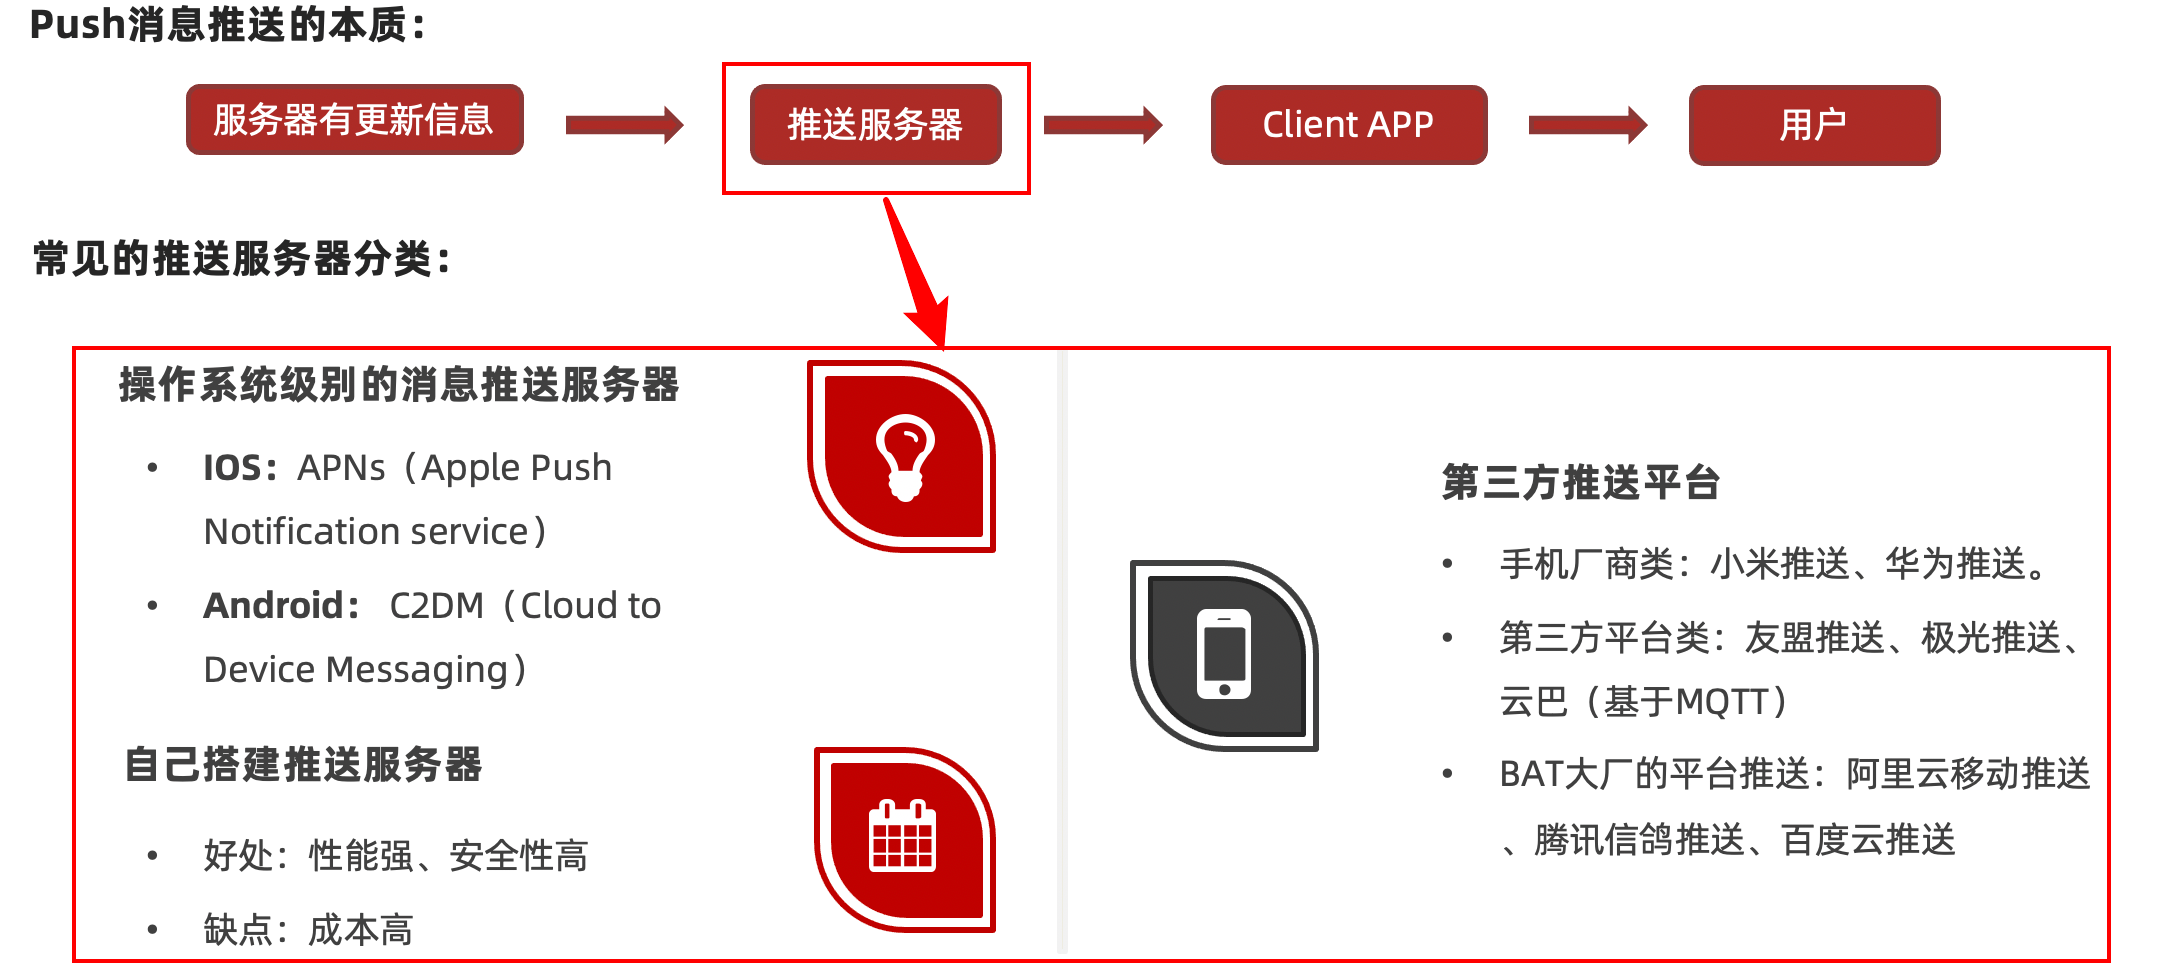 Push消息推送的本质：
服务器有更新信息
推送服务器
Client APP
用户
常见的推送服务器分类：
操作系统级别的消息推送服务器
• IOS：APNs（Apple Push
Notification service）
• Android： C2DM（Cloud to
Device Messaging）
自己搭建推送服务器
• 好处：性能强、安全性高
• 缺点：成本高
第三方推送平台
• 手机厂商类：小米推送、华为推送。
• 第三方平台类：友盟推送、极光推送、
云巴（基于MQTT）
• BAT大厂的平台推送：阿里云移动推送
、腾讯信鸽推送、百度云推送